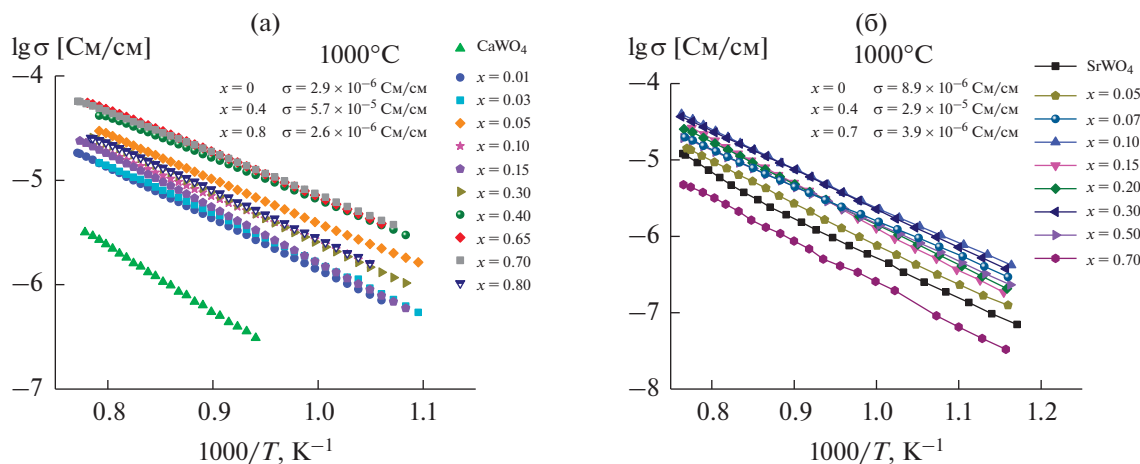 (а)
lg σ [См/см]
1000°C
x = 0 σ = 2.9 × 10⁻⁶ См/см
x = 0.4 σ = 5.7 × 10⁻⁵ См/см
x = 0.8 σ = 2.6 × 10⁻⁶ См/см
CaWO₄
x = 0.01
x = 0.03
x = 0.05
x = 0.10
x = 0.15
x = 0.30
x = 0.40
x = 0.65
x = 0.70
x = 0.80
−4
−5
−6
−7
0.8 0.9 1.0 1.1
1000/T, K⁻¹
(б)
lg σ [См/см]
1000°C
x = 0 σ = 8.9 × 10⁻⁶ См/см
x = 0.4 σ = 2.9 × 10⁻⁵ См/см
x = 0.7 σ = 3.9 × 10⁻⁶ См/см
SrWO₄
x = 0.05
x = 0.07
x = 0.10
x = 0.15
x = 0.20
x = 0.30
x = 0.50
x = 0.70
−4
−5
−6
−7
−8
0.8 0.9 1.0 1.1 1.2
1000/T, K⁻¹